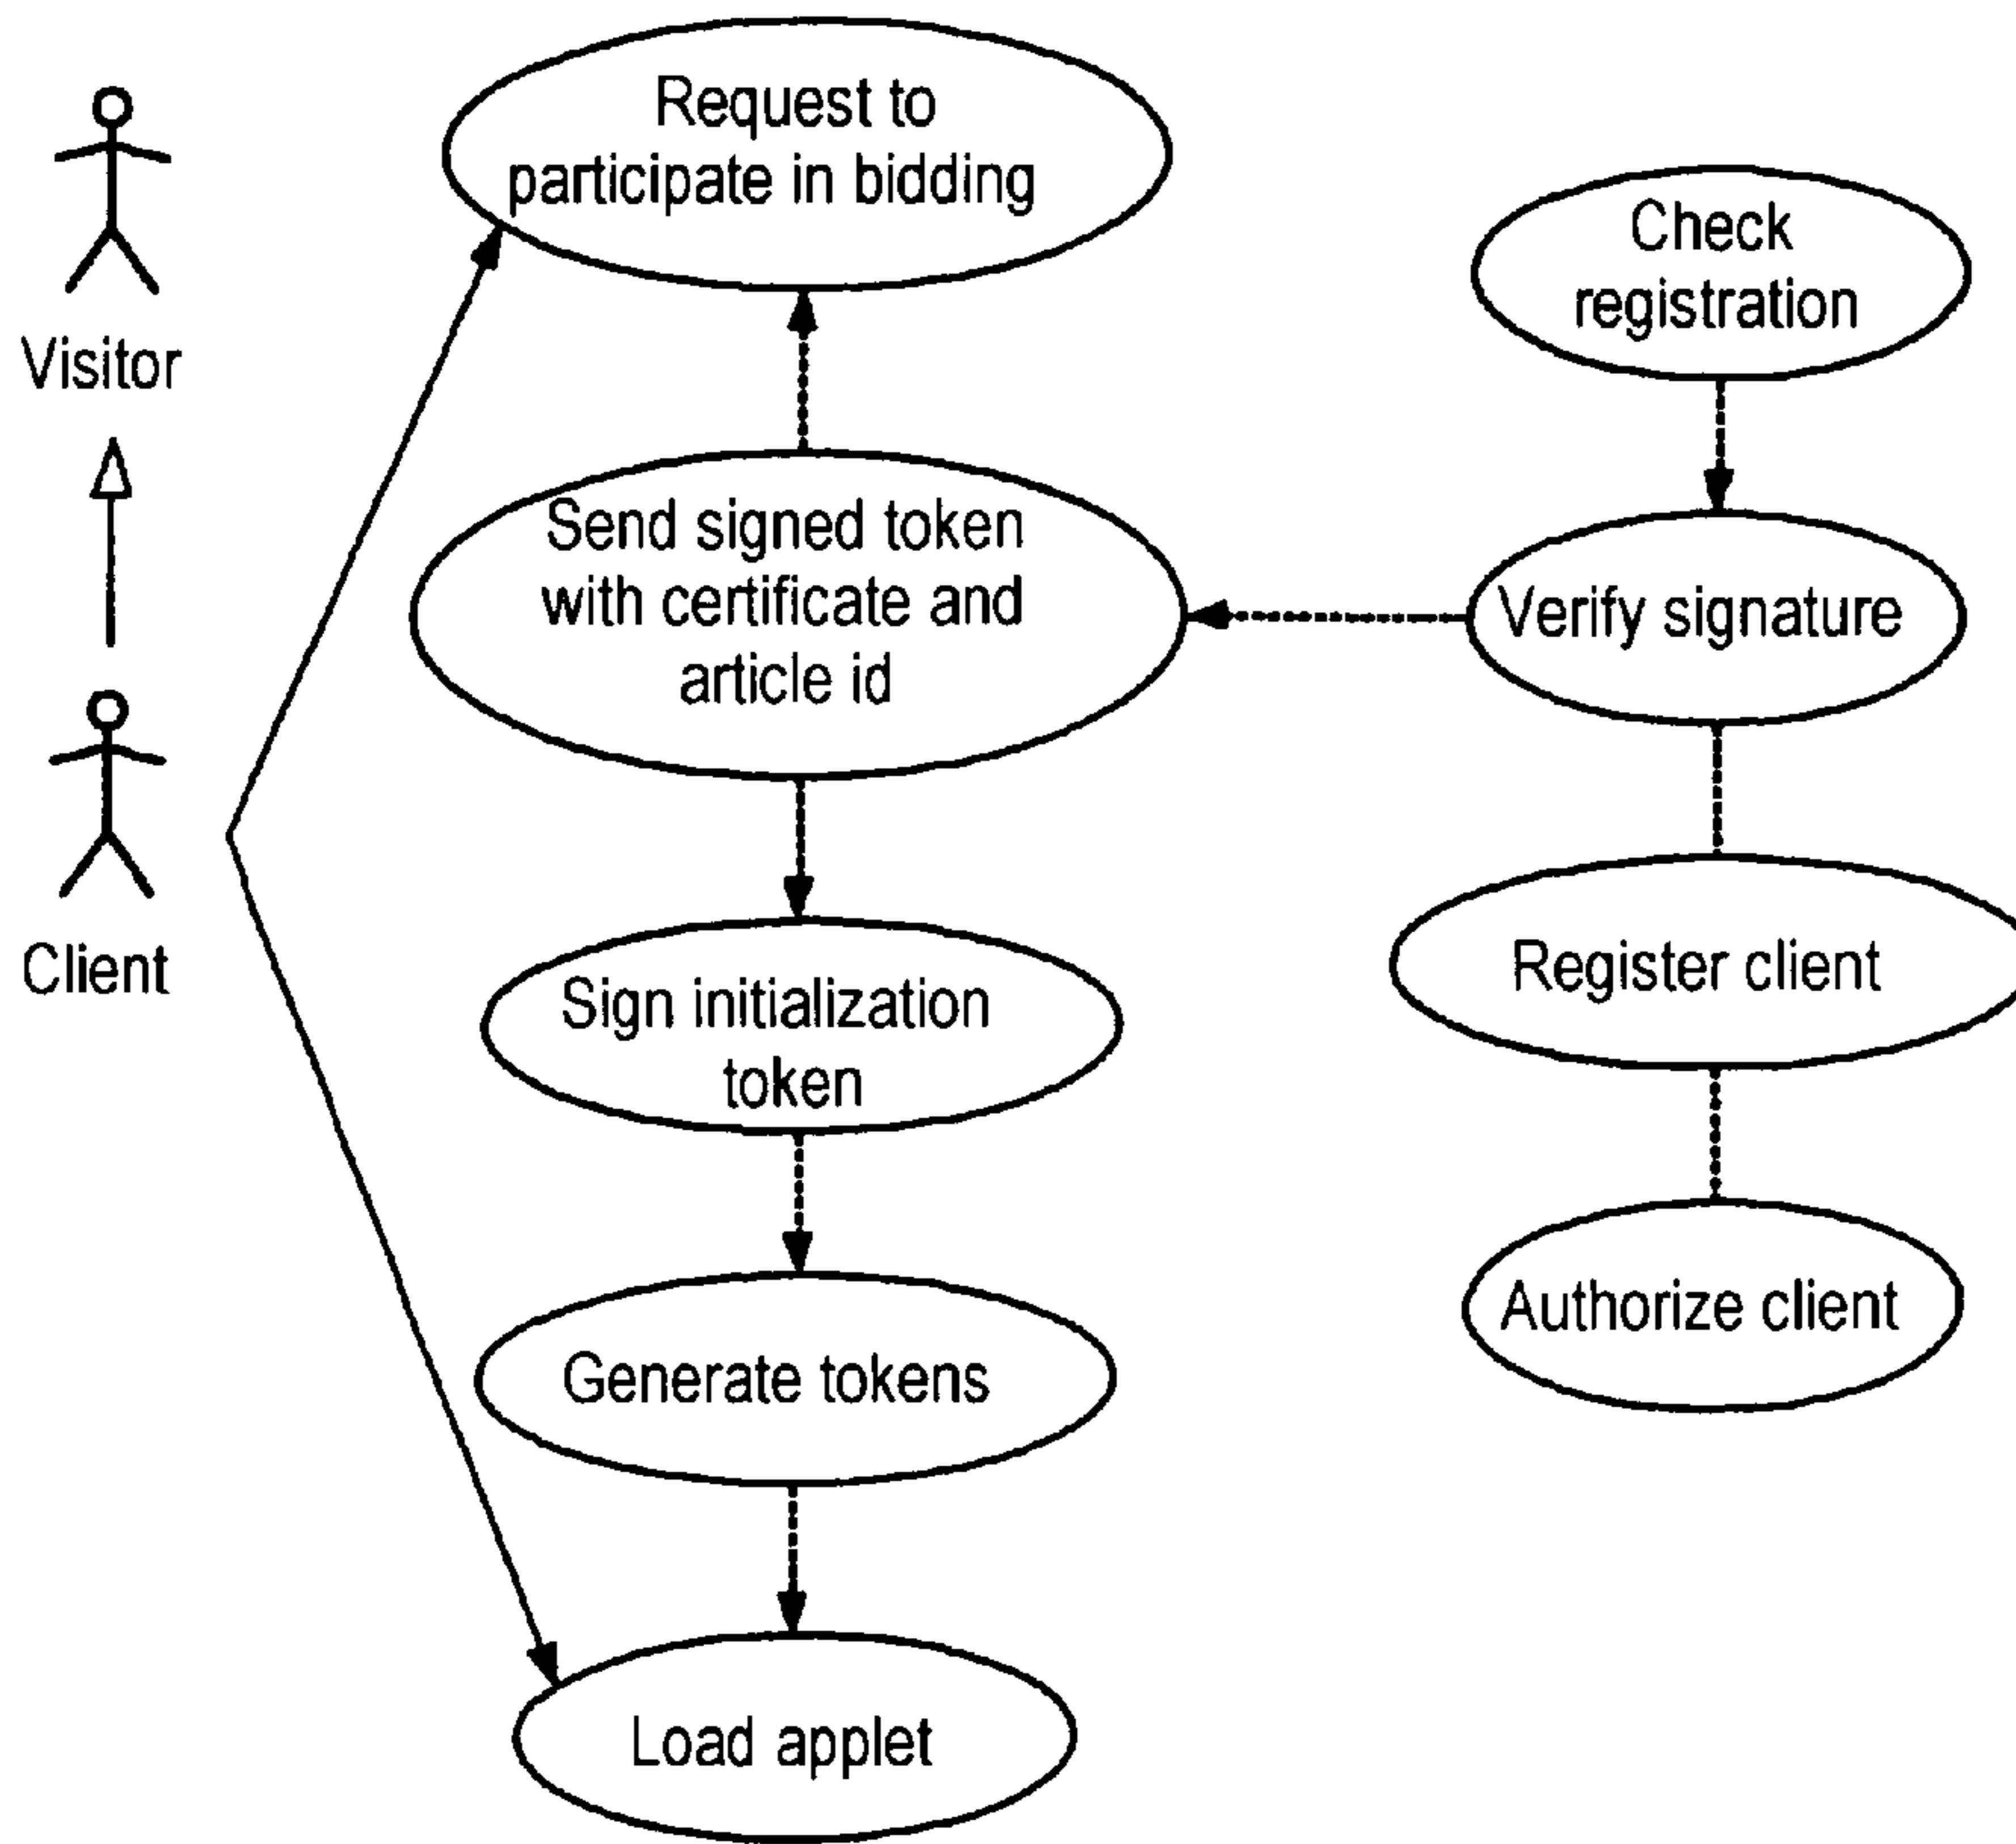 Visitor
Client
Request to
participate in bidding
Send signed token
with certificate and
article id
Sign initialization
token
Generate tokens
Load applet
Check
registration
Verify signature
Register client
Authorize client